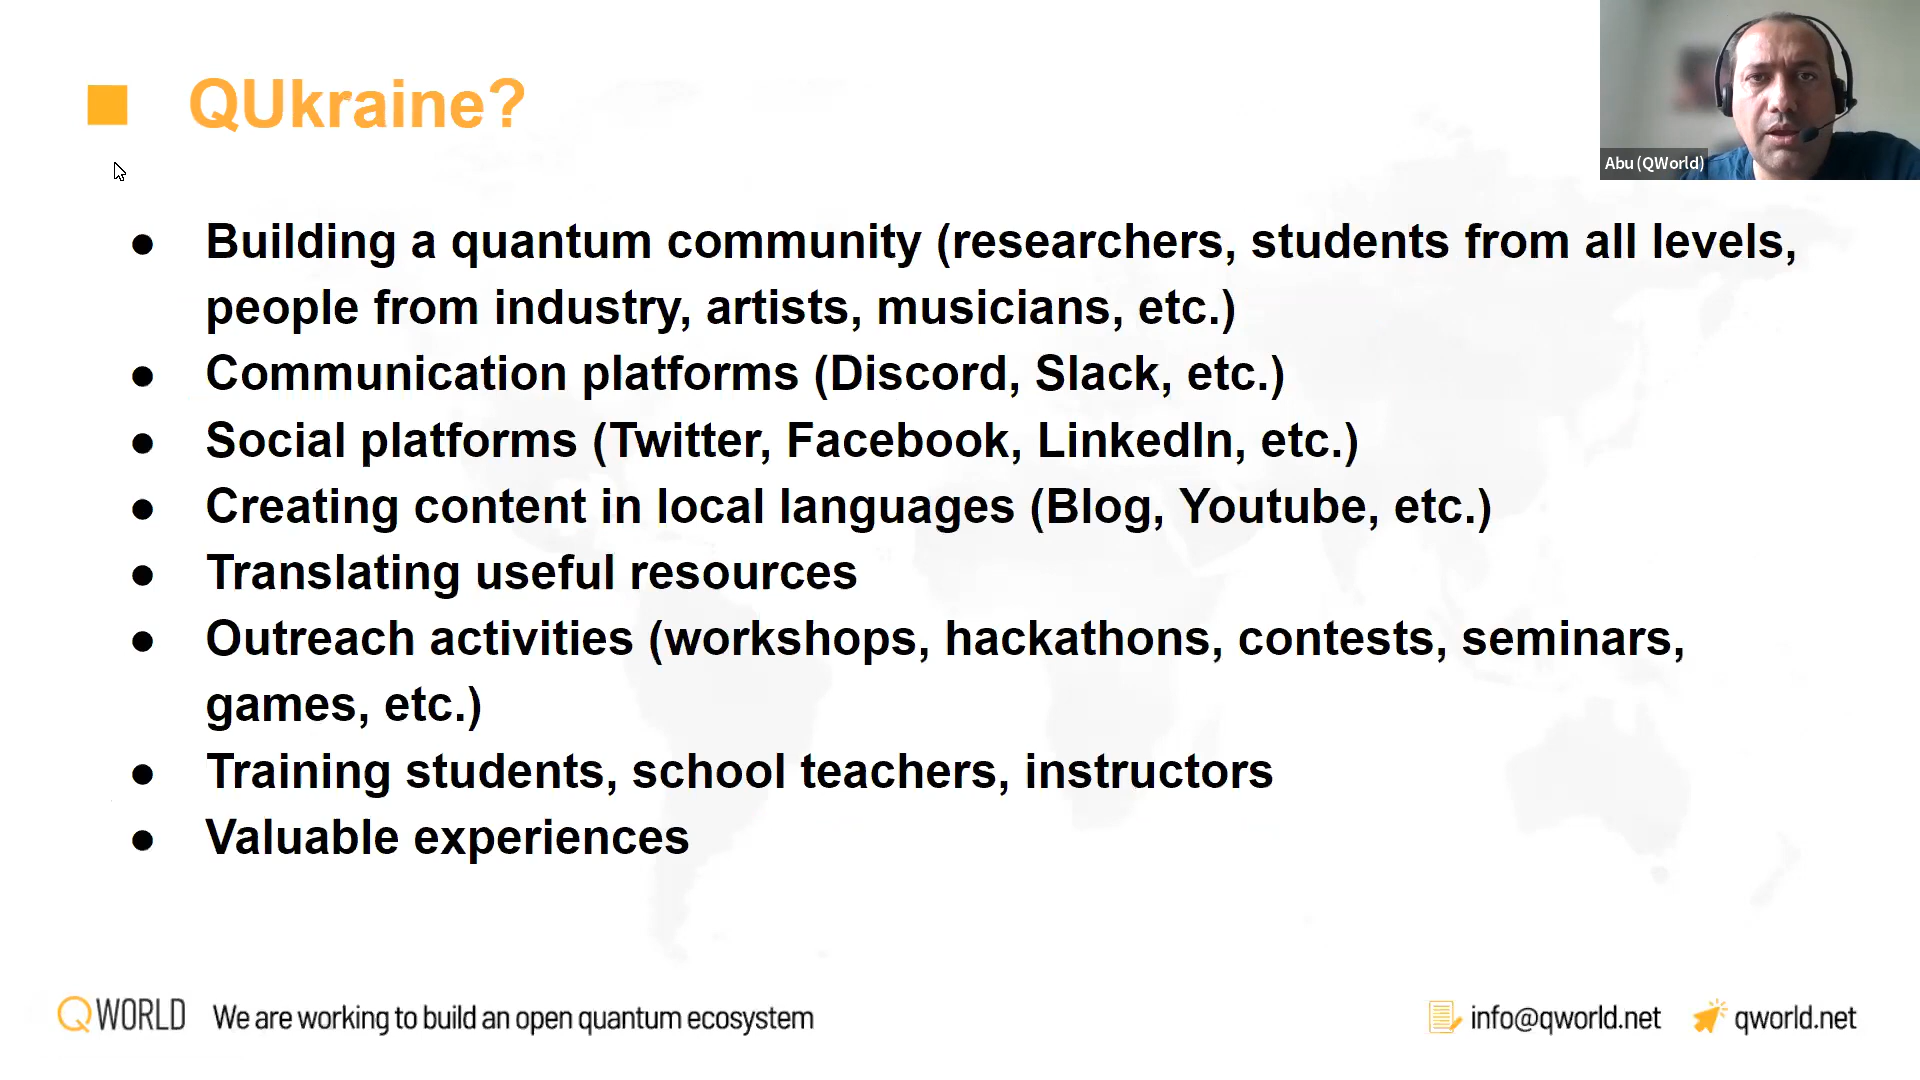 QUkraine?
Abu (QWorld)
● Building a quantum community (researchers, students from all levels,
people from industry, artists, musicians, etc.)
● Communication platforms (Discord, Slack, etc.)
● Social platforms (Twitter, Facebook, LinkedIn, etc.)
● Creating content in local languages (Blog, Youtube, etc.)
● Translating useful resources
● Outreach activities (workshops, hackathons, contests, seminars,
games, etc.)
● Training students, school teachers, instructors
● Valuable experiences
QWORLD We are working to build an open quantum ecosystem info@qworld.net qworld.net